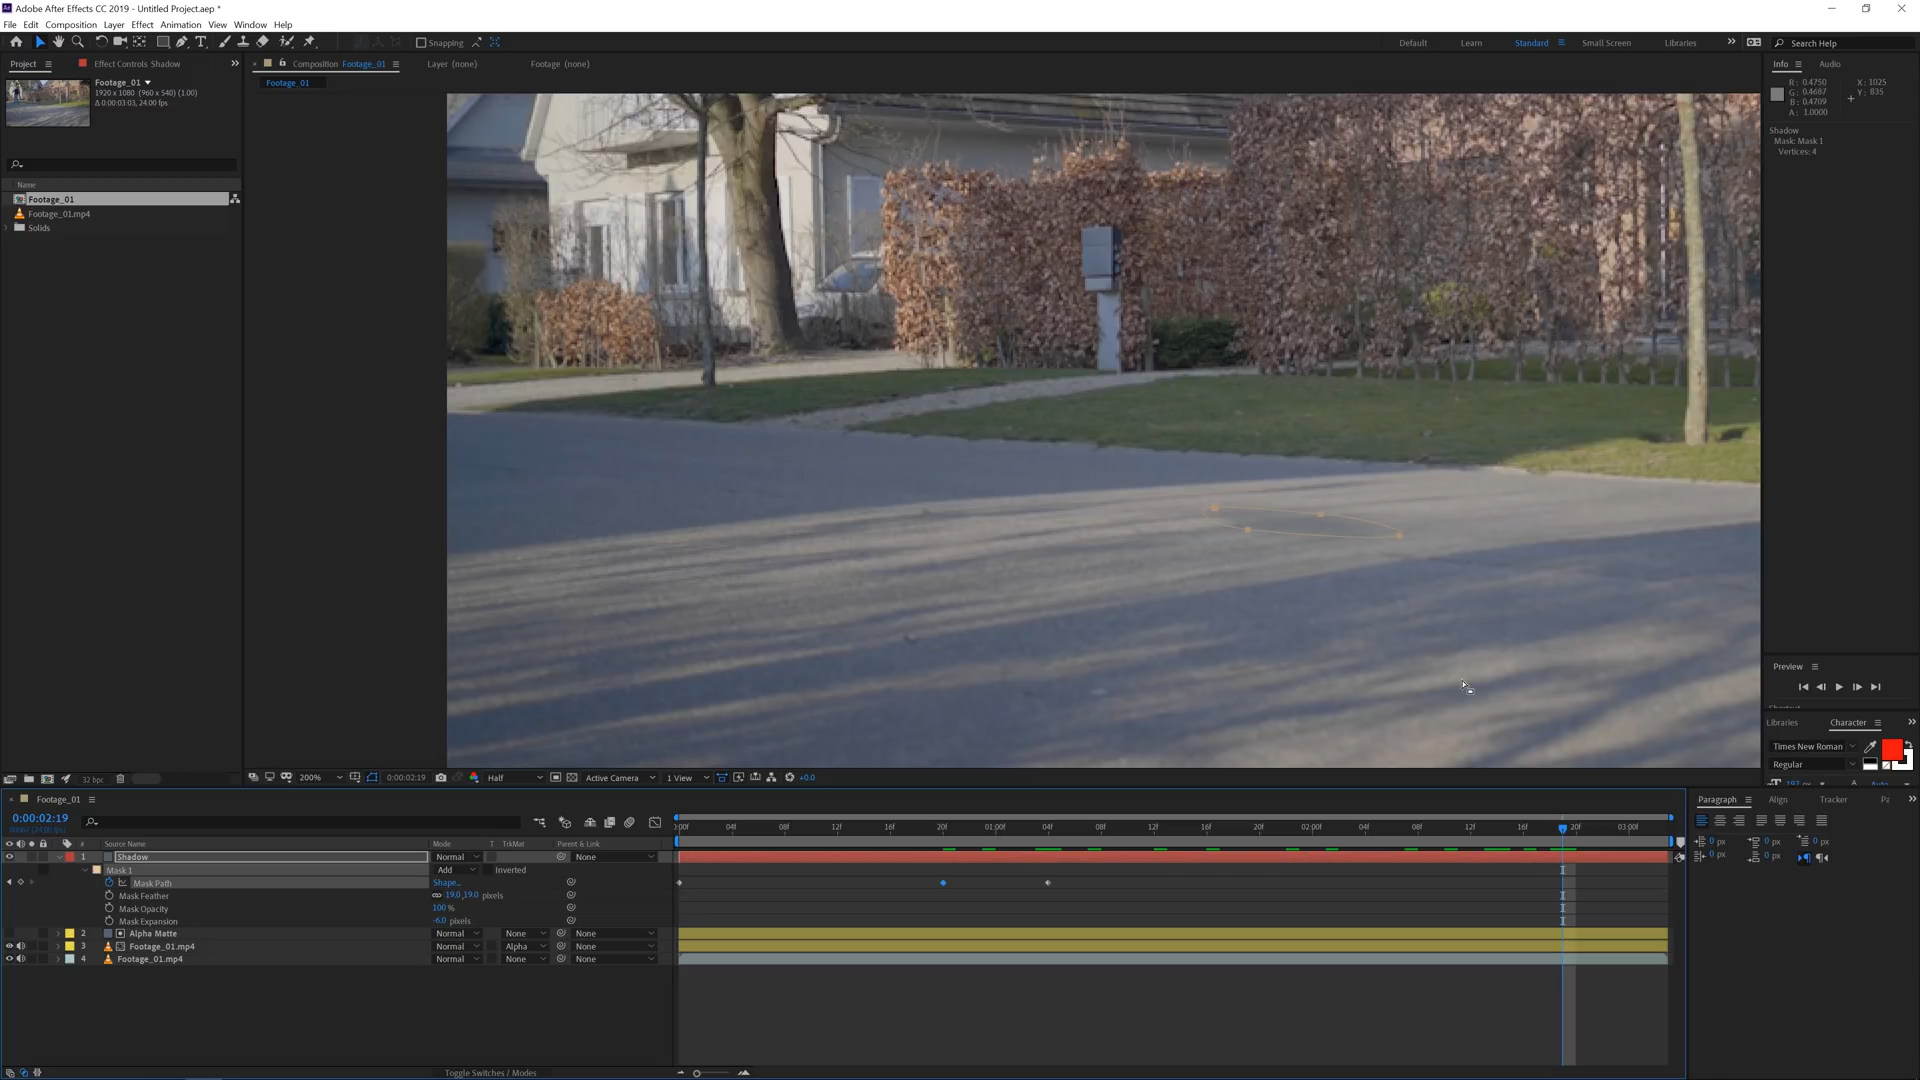 Adobe After Effects CC 2019 - Untitled Project.aep *
File Edit Composition Layer Effect Animation View Window Help
Snapping
Default Learn Standard Small Screen Libraries
Search Help
Project Effect Controls Shadow
Composition Footage_01 Layer (none) Footage (none)
Info Audio
Footage_01
Footage_01
1920 x 1080 (960 x 540) (1.00)
Δ 0:00:03:03, 24.00 fps
R: 0.4750
G: 0.4687
B: 0.4709
A: 1.0000
X: 1025
Y: 835
Shadow
Mask: Mask 1
Vertices: 4
Name
Footage_01
Footage_01.mp4
Solids
Preview
Libraries Character
Times New Roman
Regular
32 bpc
200% 0:00:02:19 Half Active Camera 1 View +0.0
Footage_01
0:00:02:19
Paragraph Align Tracker
:00f 04f 08f 12f 16f 20f 01:00f 04f 08f 12f 16f 20f 02:00f 04f 08f 12f 16f 20f 03:00f
# Source Name Mode T TrkMat Parent & Link
1 Shadow Normal None
Mask 1 Add Inverted
Mask Path Shape...
Mask Feather 19.0,19.0 pixels
Mask Opacity 100 %
Mask Expansion -6.0 pixels
2 Alpha Matte Normal None None
3 Footage_01.mp4 Normal Alpha None
4 Footage_01.mp4 Normal None None
0 px 0 px 0 px
0 px 0 px
Toggle Switches / Modes